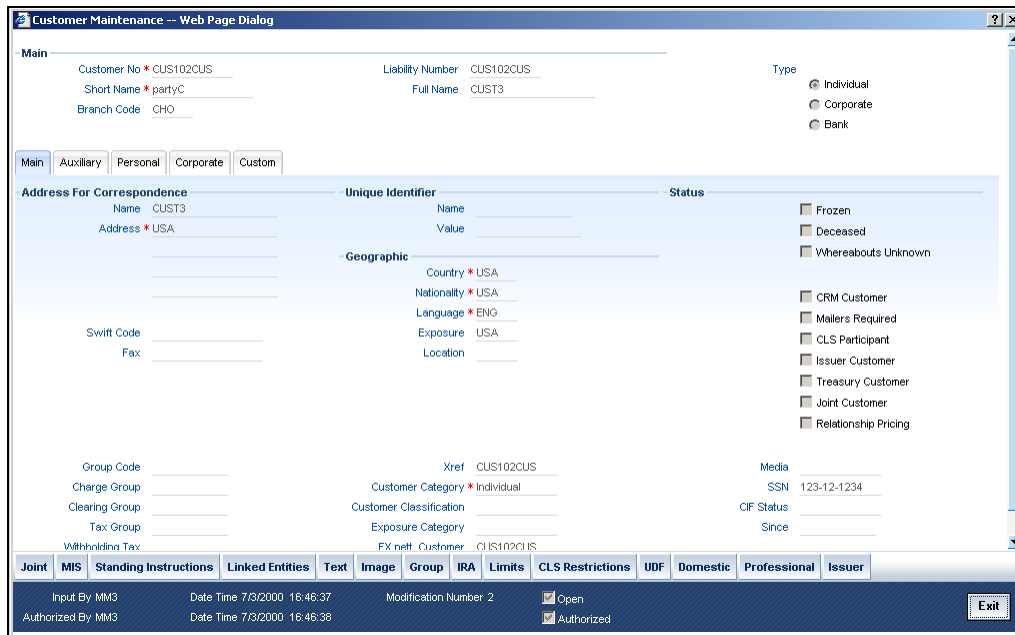 Customer Maintenance -- Web Page Dialog
Main
Customer No * CUS102CUS Liability Number CUS102CUS Type
Short Name * partyC Full Name CUST3 Individual
Branch Code CHO Corporate
Bank
Main Auxiliary Personal Corporate Custom
Address For Correspondence Unique Identifier Status
Name CUST3 Name Frozen
Address * USA Value Deceased
Whereabouts Unknown
Geographic
Country * USA
Nationality * USA CRM Customer
Language * ENG Mailers Required
Swift Code Exposure USA CLS Participant
Fax Location Issuer Customer
Treasury Customer
Joint Customer
Relationship Pricing
Group Code Xref CUS102CUS Media
Charge Group Customer Category * Individual SSN 123-12-1234
Clearing Group Customer Classification CIF Status
Tax Group Exposure Category Since
Withholding Tax FX nett. Customer CUS102CUS
Joint MIS Standing Instructions Linked Entities Text Image Group IRA Limits CLS Restrictions UDF Domestic Professional Issuer
Input By MM3 Date Time 7/3/2000 16:46:37 Modification Number 2 Open
Authorized By MM3 Date Time 7/3/2000 16:46:38 Authorized
Exit